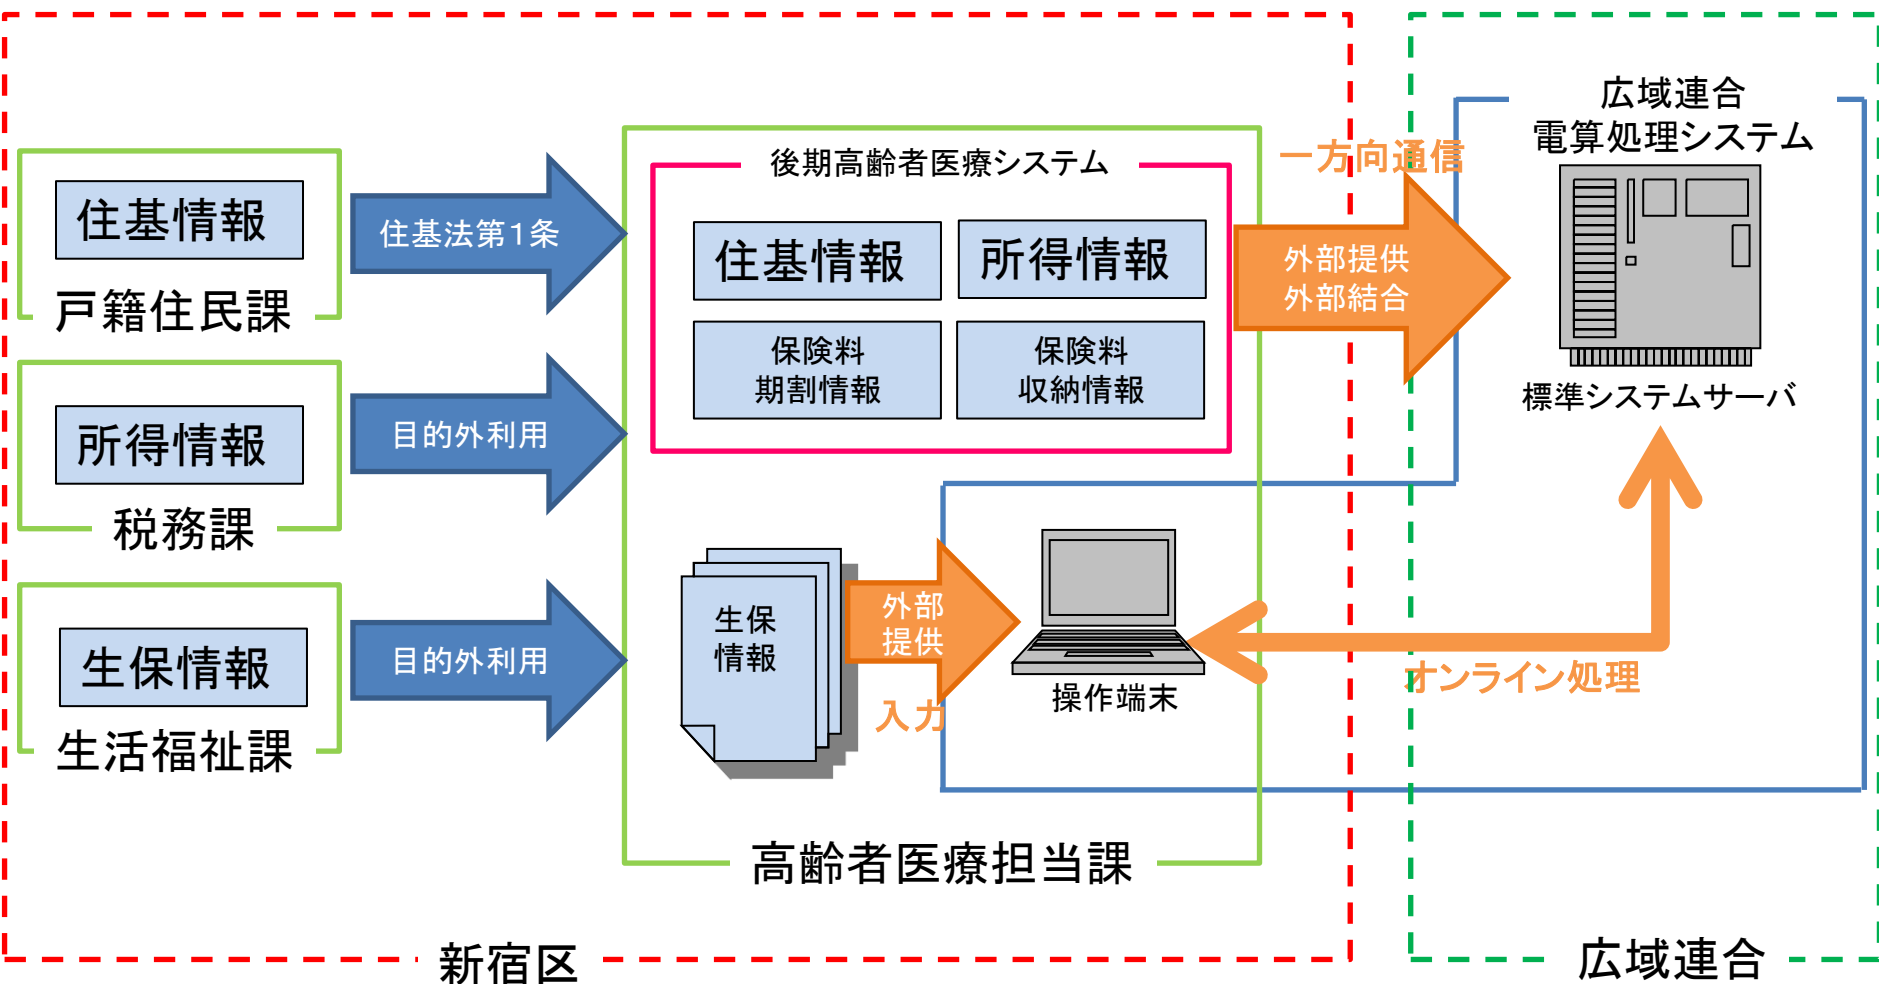 住基情報
戸籍住民課
住基法第1条
所得情報
税務課
目的外利用
生保情報
生活福祉課
目的外利用
後期高齢者医療システム
住基情報
所得情報
保険料
期割情報
保険料
収納情報
生保
情報
外部
提供
入力
操作端末
高齢者医療担当課
新宿区
一方向通信
外部提供
外部結合
広域連合
電算処理システム
標準システムサーバ
オンライン処理
広域連合